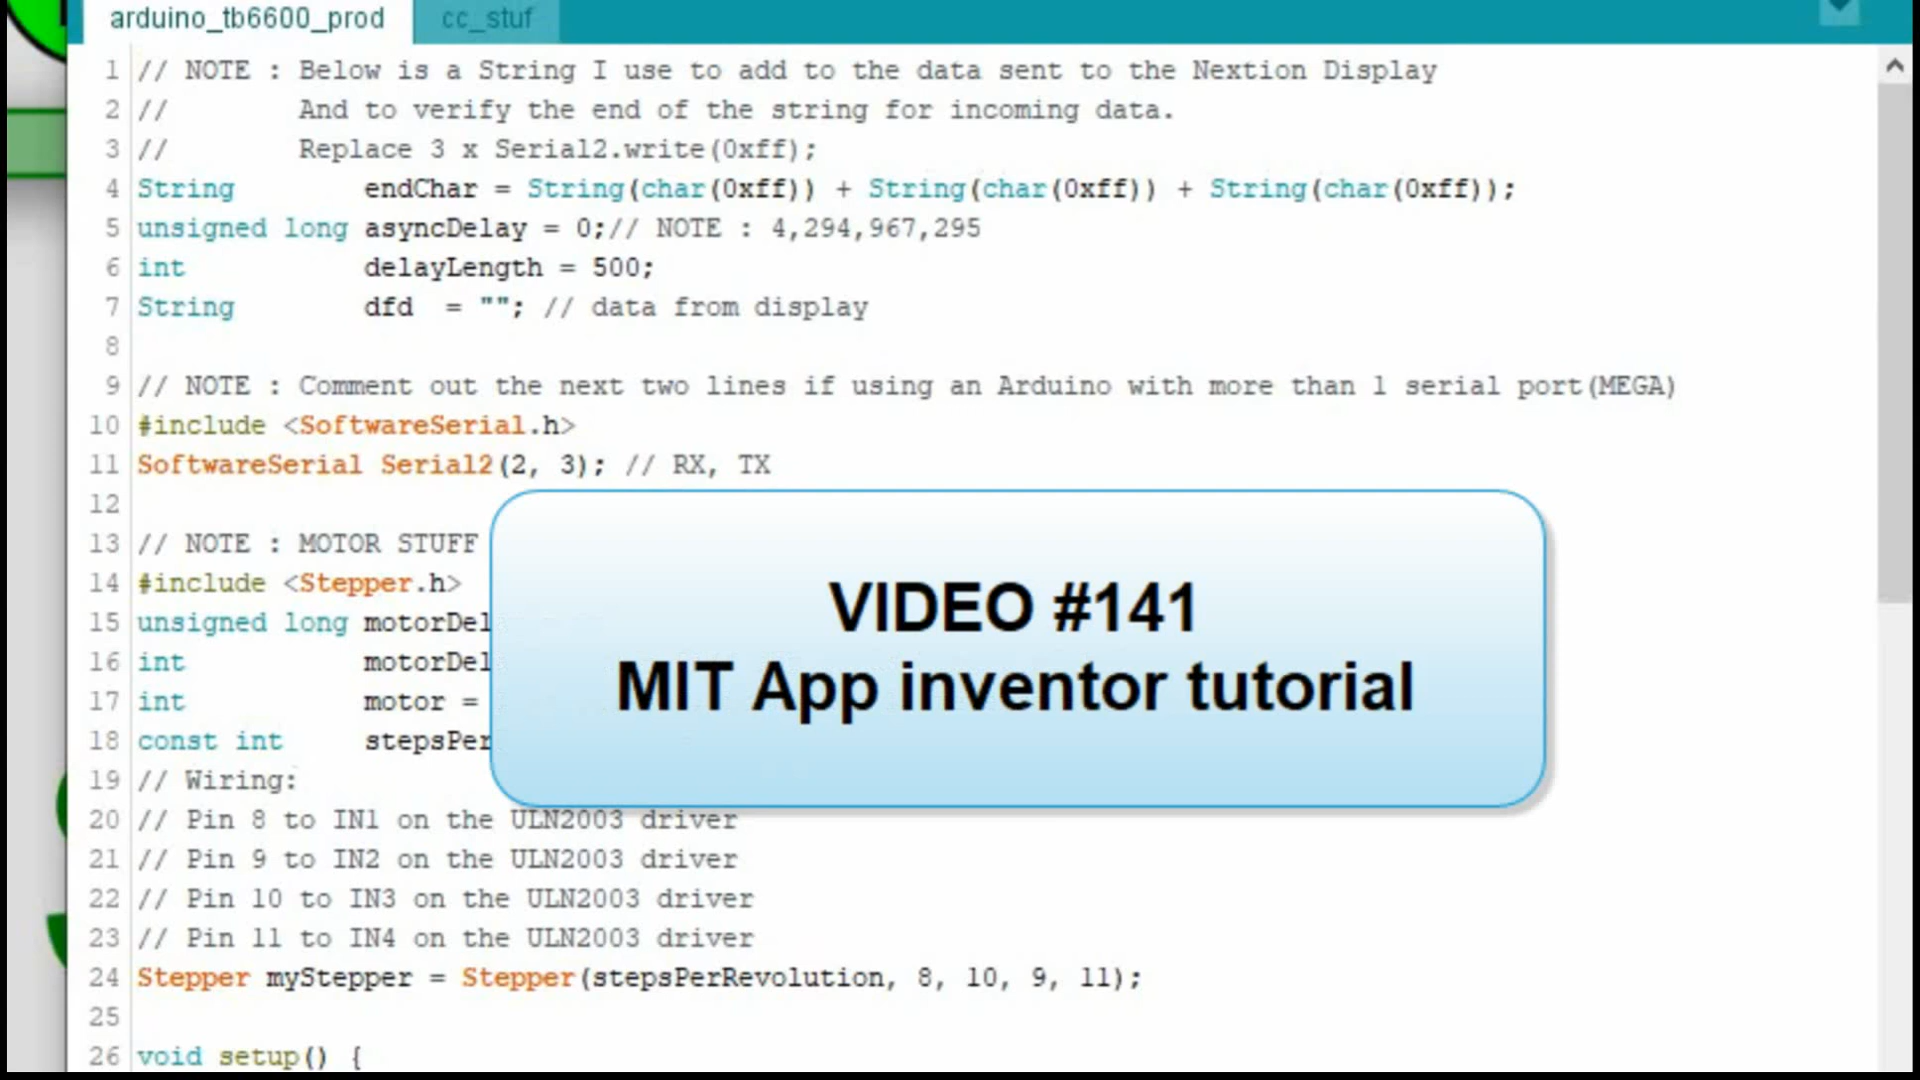 arduino_tb6600_prod
cc_stuf
1 // NOTE : Below is a String I use to add to the data sent to the Nextion Display
2 // And to verify the end of the string for incoming data.
3 // Replace 3 x Serial2.write(0xff);
4 String endChar = String(char(0xff)) + String(char(0xff)) + String(char(0xff));
5 unsigned long asyncDelay = 0;// NOTE : 4,294,967,295
6 int delayLength = 500;
7 String dfd = ""; // data from display
8
9 // NOTE : Comment out the next two lines if using an Arduino with more than 1 serial port(MEGA)
10 #include <SoftwareSerial.h>
11 SoftwareSerial Serial2(2, 3); // RX, TX
12
13 // NOTE : MOTOR STUFF
14 #include <Stepper.h>
15 unsigned long motorDel
16 int motorDel
17 int motor =
18 const int stepsPer
VIDEO #141
MIT App inventor tutorial
19 // Wiring:
20 // Pin 8 to IN1 on the ULN2003 driver
21 // Pin 9 to IN2 on the ULN2003 driver
22 // Pin 10 to IN3 on the ULN2003 driver
23 // Pin 11 to IN4 on the ULN2003 driver
24 Stepper myStepper = Stepper(stepsPerRevolution, 8, 10, 9, 11);
25
26 void setup() {